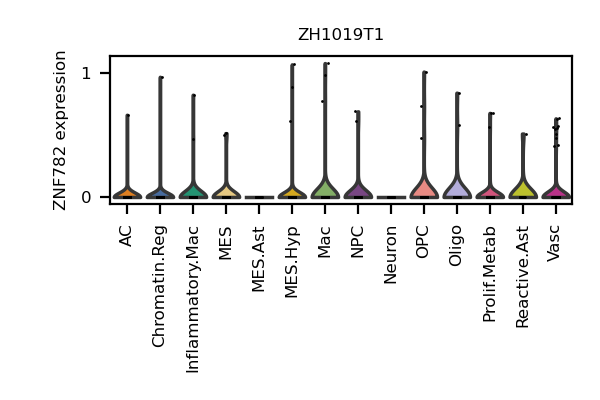 ZH1019T1
ZNF782 expression
1
0
AC
Chromatin.Reg
Inflammatory.Mac
MES
MES.Ast
MES.Hyp
Mac
NPC
Neuron
OPC
Oligo
Prolif.Metab
Reactive.Ast
Vasc